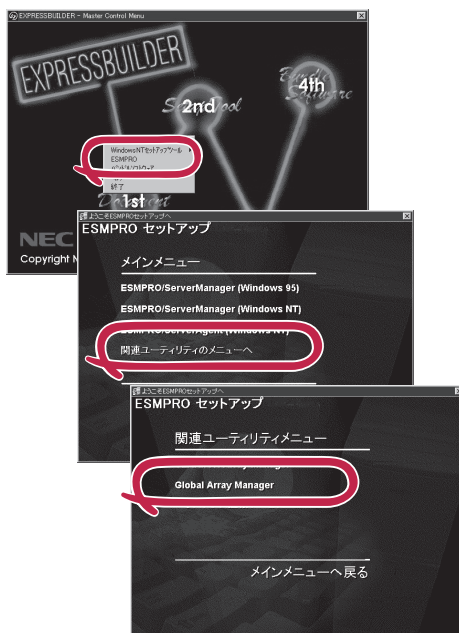 EXPRESSBUILDER - Master Control Menu
EXPRESSBUILDER
2nd
4th
Bundle
Software
WindowsNTセットアップツール
ESMPRO
終了
1st
NEC
Copyright N
ようこそESMPROセットアップへ
ESMPRO セットアップ
メインメニュー
ESMPRO/ServerManager (Windows 95)
ESMPRO/ServerManager (Windows NT)
ESMPRO/ServerAgent (Windows NT)
関連ユーティリティのメニューへ
ようこそESMPROセットアップへ
ESMPRO セットアップ
関連ユーティリティメニュー
Global Array Manager
メインメニューへ戻る